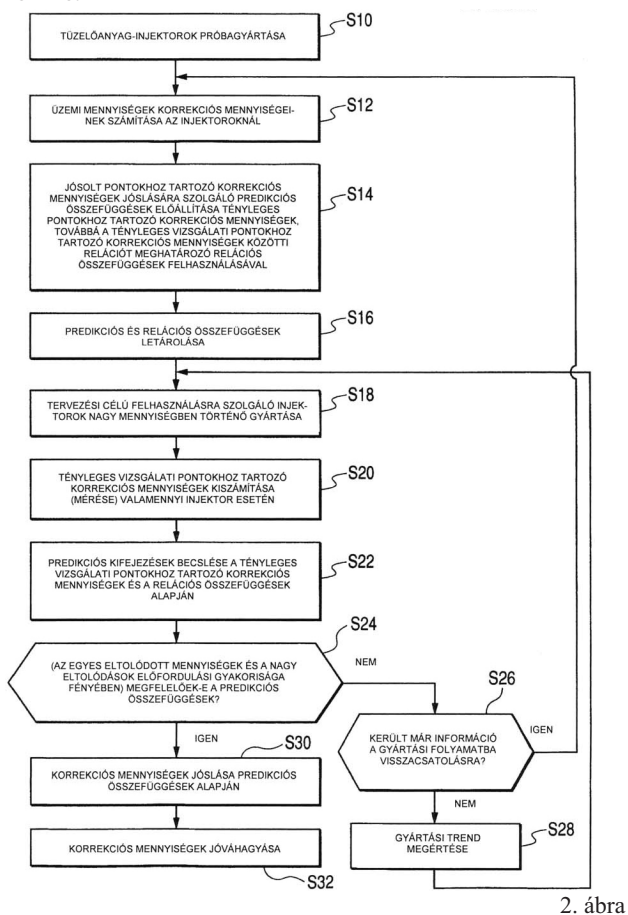 TÜZELŐANYAG-INJEKTOROK PRÓBAGYÁRTÁSA
S10
ÜZEMI MENNYISÉGEK KORREKCIÓS MENNYISÉGEI-
NEK SZÁMÍTÁSA AZ INJEKTOROKNÁL
S12
JÓSOLT PONTOKHOZ TARTOZÓ KORREKCIÓS
MENNYISÉGEK JÓSLÁSÁRA SZOLGÁLÓ PREDIKCIÓS
ÖSSZEFÜGGÉSEK ELŐÁLLÍTÁSA TÉNYLEGES
PONTOKHOZ TARTOZÓ KORREKCIÓS MENNYISÉGEK,
TOVÁBBÁ A TÉNYLEGES VIZSGÁLATI PONTOKHOZ
TARTOZÓ KORREKCIÓS MENNYISÉGEK KÖZÖTTI
RELÁCIÓT MEGHATÁROZÓ RELÁCIÓS
ÖSSZEFÜGGÉSEK FELHASZNÁLÁSÁVAL
S14
PREDIKCIÓS ÉS RELÁCIÓS ÖSSZEFÜGGÉSEK
LETÁROLÁSA
S16
TERVEZÉSI CÉLÚ FELHASZNÁLÁSRA SZOLGÁLÓ INJEK-
TOROK NAGY MENNYISÉGBEN TÖRTÉNŐ GYÁRTÁSA
S18
TÉNYLEGES VIZSGÁLATI PONTOKHOZ TARTOZÓ
KORREKCIÓS MENNYISÉGEK KISZÁMÍTÁSA
(MÉRÉSE) VALAMENNYI INJEKTOR ESETÉN
S20
PREDIKCIÓS KIFEJEZÉSEK BECSLÉSE A TÉNYLEGES
VIZSGÁLATI PONTOKHOZ TARTOZÓ KORREKCIÓS
MENNYISÉGEK ÉS A RELÁCIÓS ÖSSZEFÜGGÉSEK
ALAPJÁN
S22
(AZ EGYES ELTOLÓDOTT MENNYISÉGEK ÉS A NAGY
ELTOLÓDÁSOK ELŐFORDULÁSI GYAKORISÁGA
FÉNYÉBEN) MEGFELELŐEK-E A PREDIKCIÓS
ÖSSZEFÜGGÉSEK?
S24
NEM
IGEN
KERÜLT MÁR INFORMÁCIÓ
A GYÁRTÁSI FOLYAMATBA
VISSZACSATOLÁSRA?
S26
IGEN
NEM
KORREKCIÓS MENNYISÉGEK JÓSLÁSA PREDIKCIÓS
ÖSSZEFÜGGÉSEK ALAPJÁN
S30
GYÁRTÁSI TREND
MEGÉRTÉSE
S28
KORREKCIÓS MENNYISÉGEK JÓVÁHAGYÁSA
S32
2. ábra